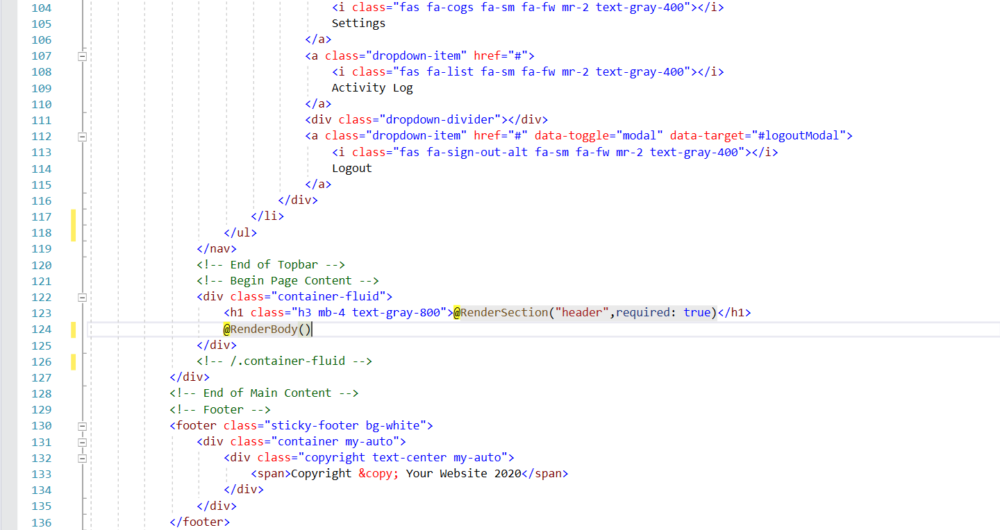 104 <i class="fas fa-cogs fa-sm fa-fw mr-2 text-gray-400"></i>
105 Settings
106 </a>
107 <a class="dropdown-item" href="#">
108 <i class="fas fa-list fa-sm fa-fw mr-2 text-gray-400"></i>
109 Activity Log
110 </a>
111 <div class="dropdown-divider"></div>
112 <a class="dropdown-item" href="#" data-toggle="modal" data-target="#logoutModal">
113 <i class="fas fa-sign-out-alt fa-sm fa-fw mr-2 text-gray-400"></i>
114 Logout
115 </a>
116 </div>
117 </li>
118 </ul>
119 </nav>
120 <!-- End of Topbar -->
121 <!-- Begin Page Content -->
122 <div class="container-fluid">
123 <h1 class="h3 mb-4 text-gray-800">@RenderSection("header",required: true)</h1>
124 @RenderBody()
125 </div>
126 <!-- /.container-fluid -->
127 </div>
128 <!-- End of Main Content -->
129 <!-- Footer -->
130 <footer class="sticky-footer bg-white">
131 <div class="container my-auto">
132 <div class="copyright text-center my-auto">
133 <span>Copyright &copy; Your Website 2020</span>
134 </div>
135 </div>
136 </footer>